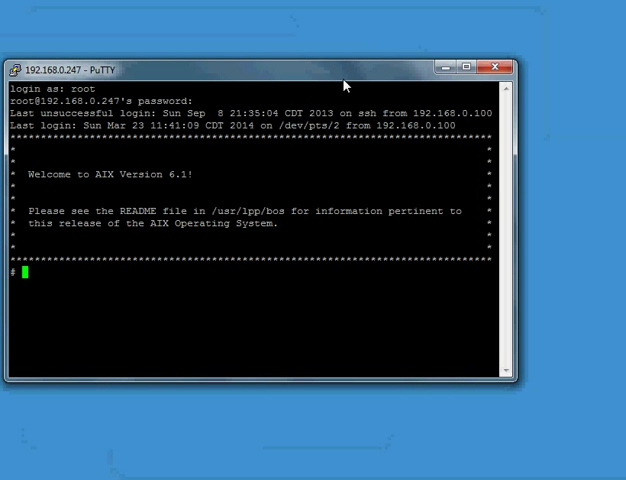 192.168.0.247 - PuTTY
login as: root
root@192.168.0.247's password:
Last unsuccessful login: Sun Sep  8 21:35:04 CDT 2013 on ssh from 192.168.0.100
Last login: Sun Mar 23 11:41:09 CDT 2014 on /dev/pts/2 from 192.168.0.100
*******************************************************************************
*                                                                             *
*                                                                             *
*  Welcome to AIX Version 6.1!                                                *
*                                                                             *
*                                                                             *
*  Please see the README file in /usr/lpp/bos for information pertinent to    *
*  this release of the AIX Operating System.                                  *
*                                                                             *
*                                                                             *
*******************************************************************************
#